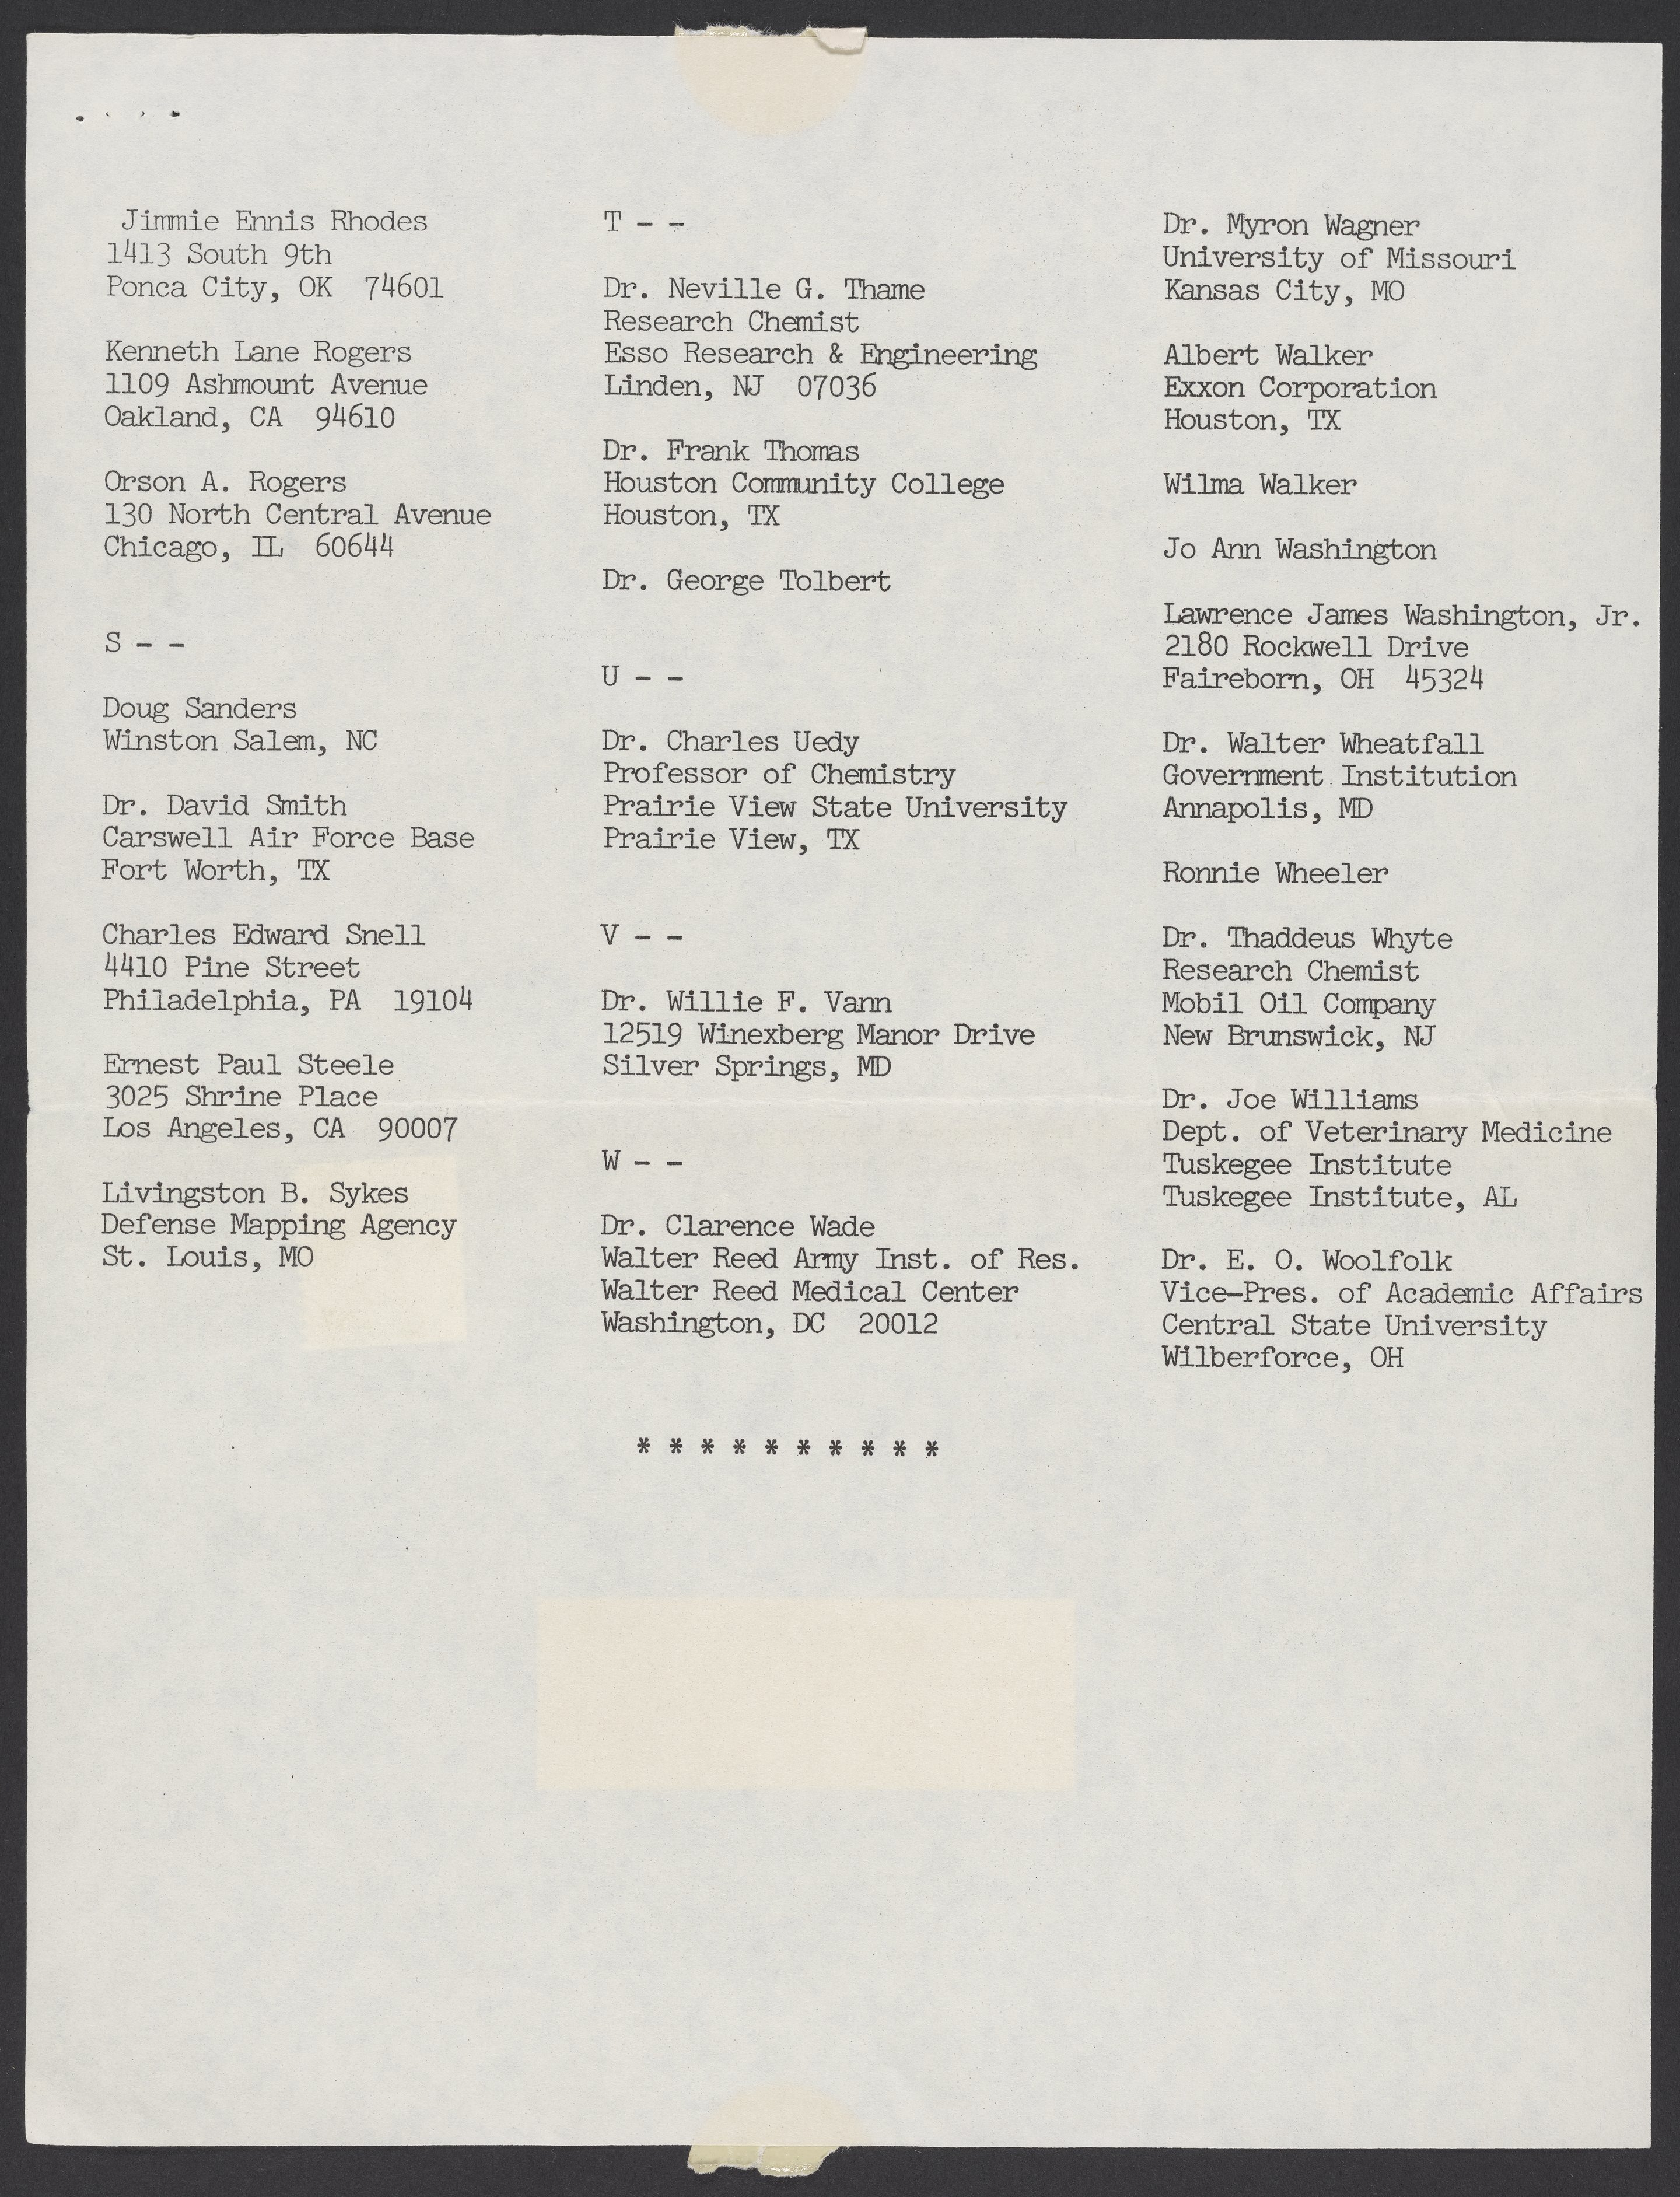 Jimmie Ennis Rhodes
1413 South 9th
Ponca City, OK  74601
Kenneth Lane Rogers
1109 Ashmount Avenue
Oakland, CA  94610
Orson A. Rogers
130 North Central Avenue
Chicago, IL  60644
S - -
Doug Sanders
Winston Salem, NC
Dr. David Smith
Carswell Air Force Base
Fort Worth, TX
Charles Edward Snell
4410 Pine Street
Philadelphia, PA  19104
Ernest Paul Steele
3025 Shrine Place
Los Angeles, CA  90007
Livingston B. Sykes
Defense Mapping Agency
St. Louis, MO
T - -
Dr. Neville G. Thame
Research Chemist
Esso Research & Engineering
Linden, NJ  07036
Dr. Frank Thomas
Houston Community College
Houston, TX
Dr. George Tolbert
U - -
Dr. Charles Uedy
Professor of Chemistry
Prairie View State University
Prairie View, TX
V - -
Dr. Willie F. Vann
12519 Winexberg Manor Drive
Silver Springs, MD
W - -
Dr. Clarence Wade
Walter Reed Army Inst. of Res.
Walter Reed Medical Center
Washington, DC  20012
Dr. Myron Wagner
University of Missouri
Kansas City, MO
Albert Walker
Exxon Corporation
Houston, TX
Wilma Walker
Jo Ann Washington
Lawrence James Washington, Jr.
2180 Rockwell Drive
Faireborn, OH  45324
Dr. Walter Wheatfall
Government Institution
Annapolis, MD
Ronnie Wheeler
Dr. Thaddeus Whyte
Research Chemist
Mobil Oil Company
New Brunswick, NJ
Dr. Joe Williams
Dept. of Veterinary Medicine
Tuskegee Institute
Tuskegee Institute, AL
Dr. E. O. Woolfolk
Vice-Pres. of Academic Affairs
Central State University
Wilberforce, OH
* * * * * * * * * *